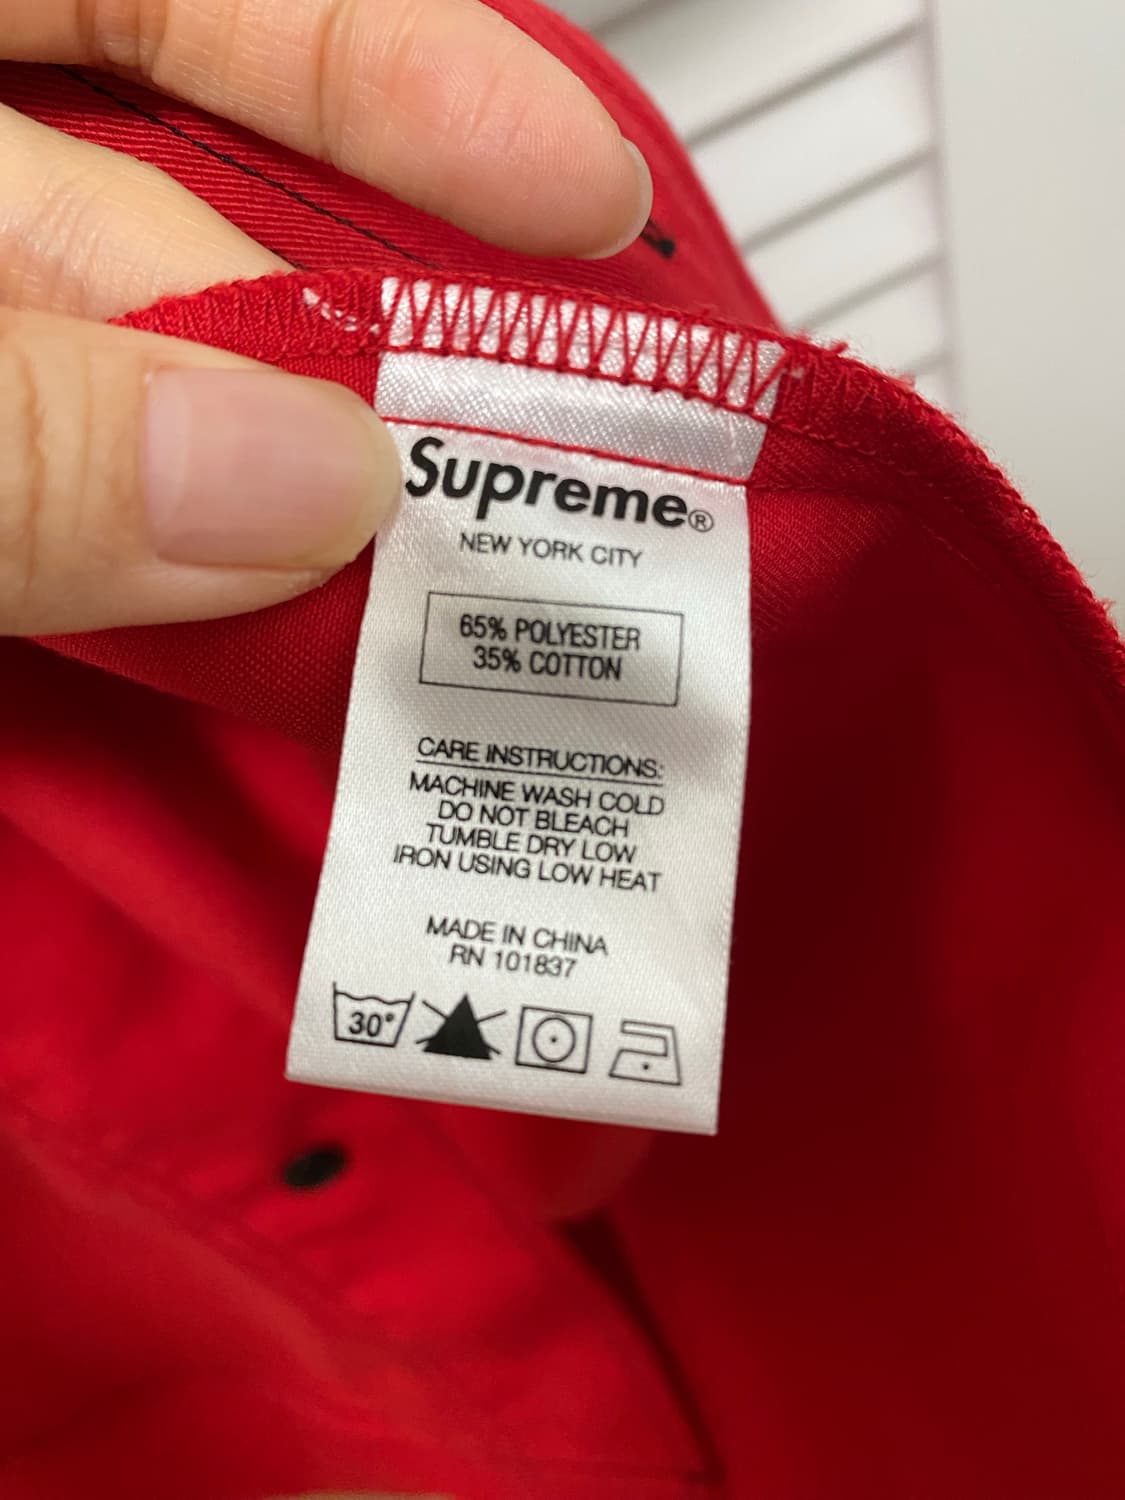 Supreme®
NEW YORK CITY
65% POLYESTER
35% COTTON
CARE INSTRUCTIONS:
MACHINE WASH COLD
DO NOT BLEACH
TUMBLE DRY LOW
IRON USING LOW HEAT
MADE IN CHINA
RN 101837
30°